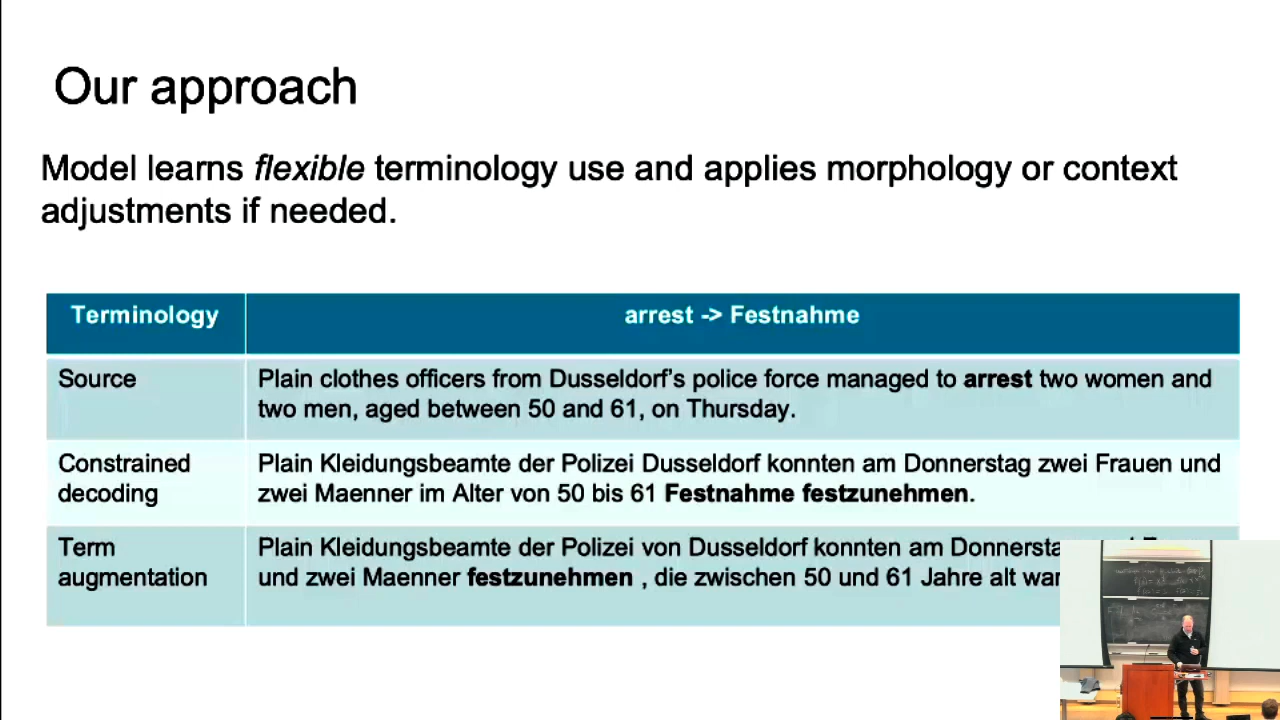 Our approach
Model learns flexible terminology use and applies morphology or context
adjustments if needed.
Terminology
arrest -> Festnahme
Source
Plain clothes officers from Dusseldorf's police force managed to arrest two women and
two men, aged between 50 and 61, on Thursday.
Constrained
decoding
Plain Kleidungsbeamte der Polizei Dusseldorf konnten am Donnerstag zwei Frauen und
zwei Maenner im Alter von 50 bis 61 Festnahme festzunehmen.
Term
augmentation
Plain Kleidungsbeamte der Polizei von Dusseldorf konnten am
und zwei Maenner festzunehmen , die zwischen 50 und 61 Jahre alt